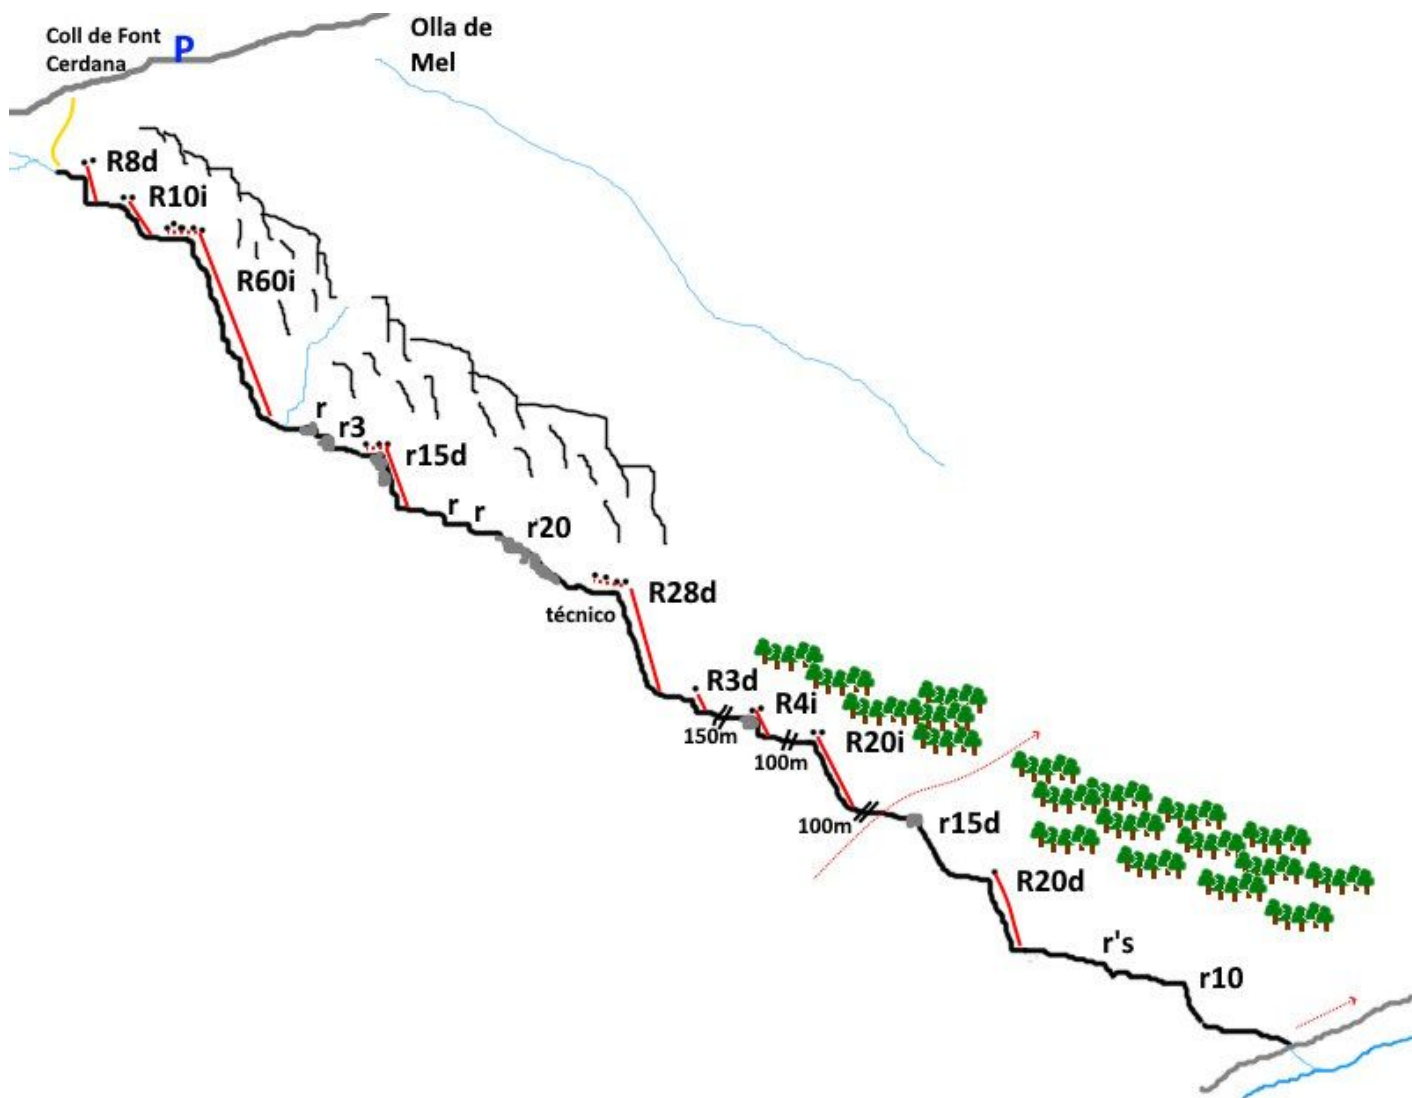 Coll de Font
Cerdana
P
Olla de
Mel
R8d
R10i
R60i
r
r3
r15d
r
r
r20
técnico
R28d
R3d
150m
R4i
100m
R20i
100m
r15d
R20d
r's
r10